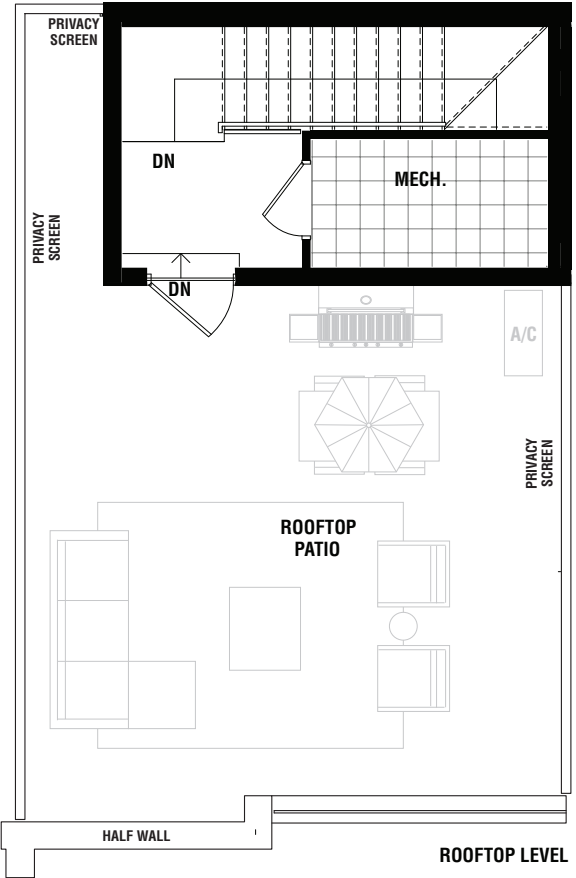 PRIVACY
SCREEN
DN
MECH.
PRIVACY
SCREEN
DN
A/C
PRIVACY
SCREEN
ROOFTOP
PATIO
HALF WALL
ROOFTOP LEVEL